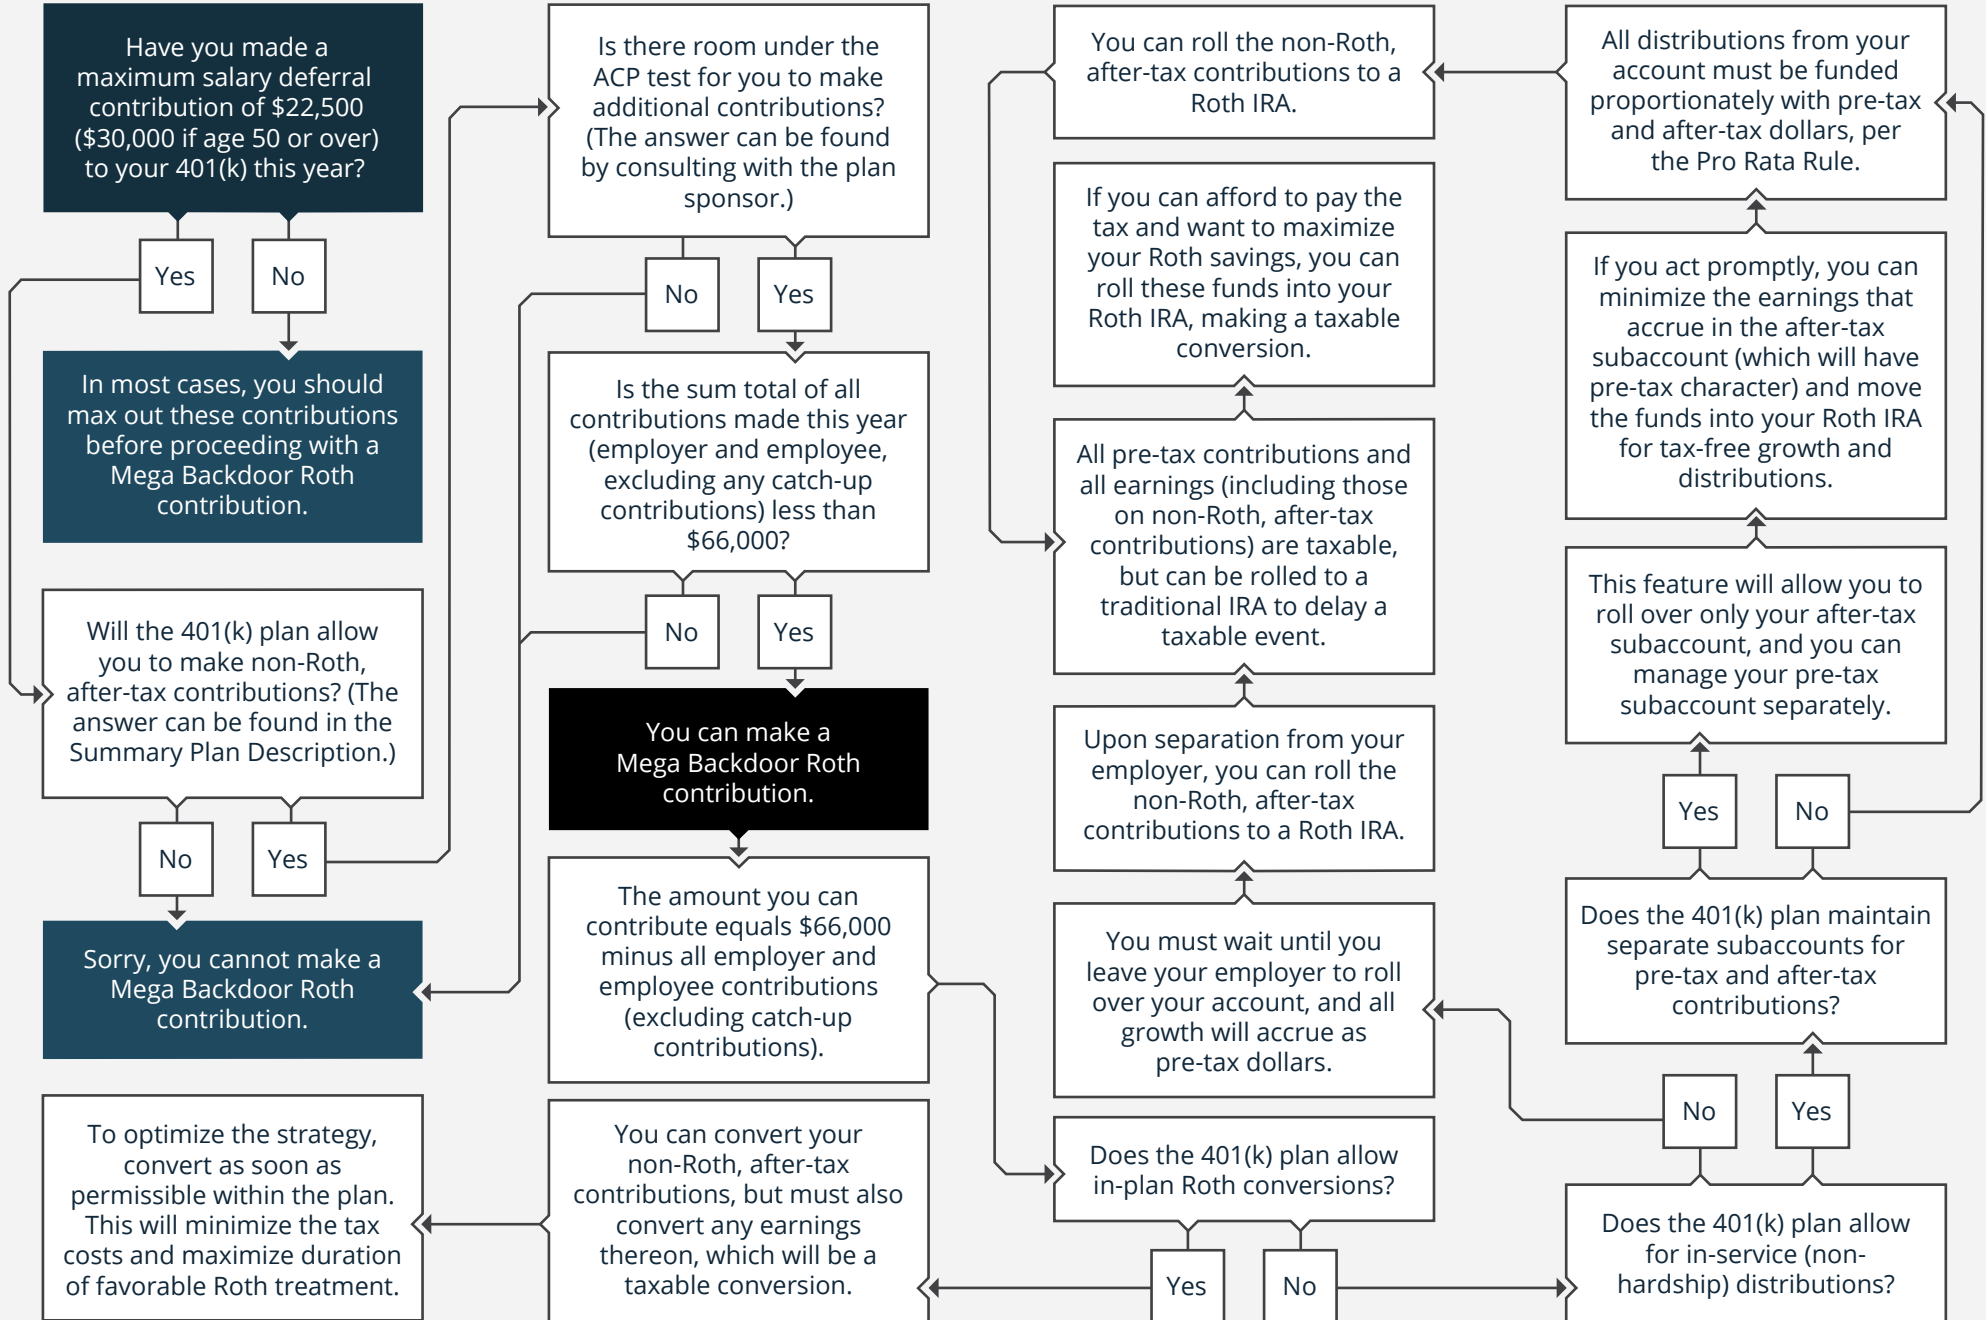 Have you made a
maximum salary deferral
contribution of $22,500
($30,000 if age 50 or over)
to your 401(k) this year?
Yes
No
In most cases, you should
max out these contributions
before proceeding with a
Mega Backdoor Roth
contribution.
Will the 401(k) plan allow
you to make non-Roth,
after-tax contributions? (The
answer can be found in the
Summary Plan Description.)
No
Yes
Sorry, you cannot make a
Mega Backdoor Roth
contribution.
Is there room under the
ACP test for you to make
additional contributions?
(The answer can be found
by consulting with the plan
sponsor.)
No
Yes
Is the sum total of all
contributions made this year
(employer and employee,
excluding any catch-up
contributions) less than
$66,000?
No
Yes
You can make a
Mega Backdoor Roth
contribution.
The amount you can
contribute equals $66,000
minus all employer and
employee contributions
(excluding catch-up
contributions).
Does the 401(k) plan allow
in-plan Roth conversions?
Yes
No
You can convert your
non-Roth, after-tax
contributions, but must also
convert any earnings
thereon, which will be a
taxable conversion.
To optimize the strategy,
convert as soon as
permissible within the plan.
This will minimize the tax
costs and maximize duration
of favorable Roth treatment.
Does the 401(k) plan allow
for in-service (non-
hardship) distributions?
No
Yes
You must wait until you
leave your employer to roll
over your account, and all
growth will accrue as
pre-tax dollars.
Upon separation from your
employer, you can roll the
non-Roth, after-tax
contributions to a Roth IRA.
Does the 401(k) plan maintain
separate subaccounts for
pre-tax and after-tax
contributions?
Yes
No
This feature will allow you to
roll over only your after-tax
subaccount, and you can
manage your pre-tax
subaccount separately.
If you act promptly, you can
minimize the earnings that
accrue in the after-tax
subaccount (which will have
pre-tax character) and move
the funds into your Roth IRA
for tax-free growth and
distributions.
All distributions from your
account must be funded
proportionately with pre-tax
and after-tax dollars, per
the Pro Rata Rule.
You can roll the non-Roth,
after-tax contributions to a
Roth IRA.
All pre-tax contributions and
all earnings (including those
on non-Roth, after-tax
contributions) are taxable,
but can be rolled to a
traditional IRA to delay a
taxable event.
If you can afford to pay the
tax and want to maximize
your Roth savings, you can
roll these funds into your
Roth IRA, making a taxable
conversion.